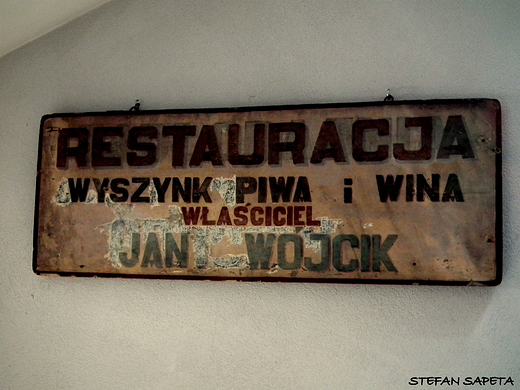 RESTAURACJA
WYSZYNK PIWA i WINA
WŁAŚCICIEL
JAN WÓJCIK
STEFAN SAPETA